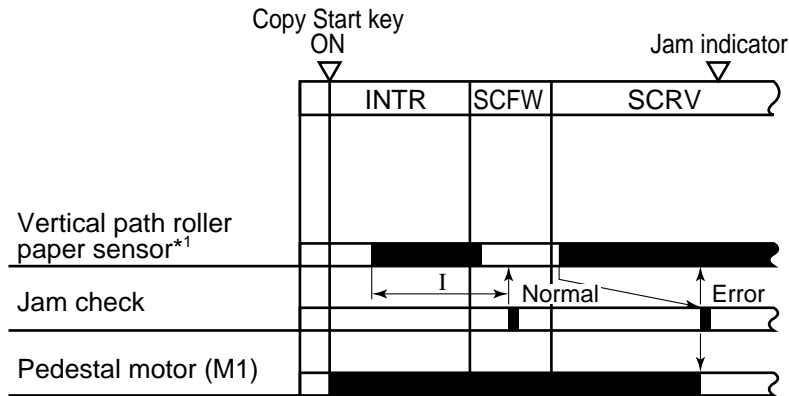 Copy Start key
ON
Jam indicator
INTR
SCFW
SCRV
Vertical path roller
paper sensor*1
I
Normal
Error
Jam check
Pedestal motor (M1)